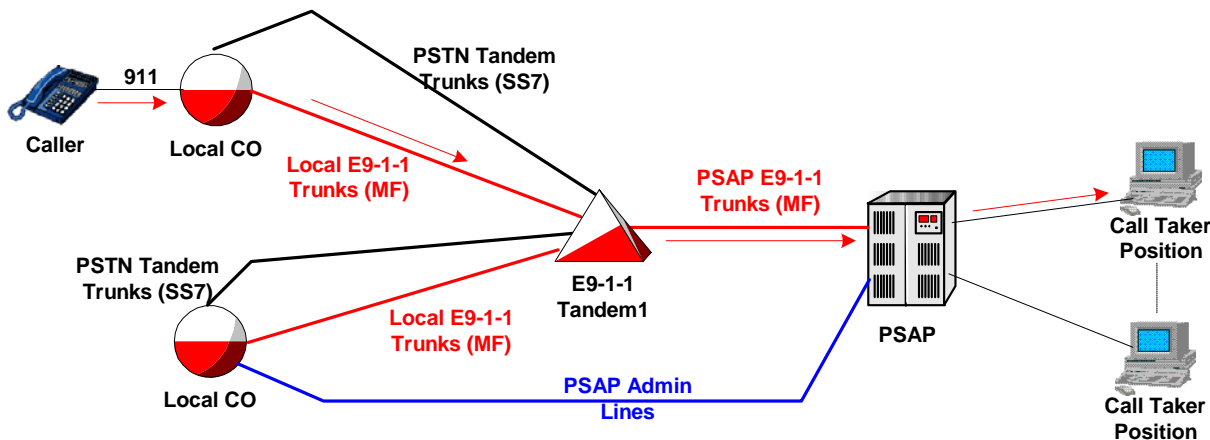 911
Caller
Local CO
PSTN Tandem
Trunks (SS7)
Local E9-1-1
Trunks (MF)
PSAP E9-1-1
Trunks (MF)
Call Taker
Position
PSTN Tandem
Trunks (SS7)
E9-1-1
Tandem1
Local E9-1-1
Trunks (MF)
PSAP
Local CO
PSAP Admin
Lines
Call Taker
Position